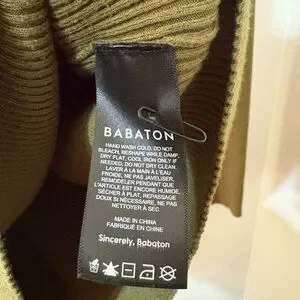 BABATON
HAND WASH COLD. DO NOT
BLEACH, RESHAPE WHILE DAMP,
DRY FLAT, COOL IRON ONLY IF
NEEDED, DO NOT DRY CLEAN.
LAVER À LA MAIN À L'EAU
FROIDE, NE PAS JAVELISER,
REMODELER PENDANT QUE
L'ARTICLE EST ENCORE HUMIDE,
SÉCHER À PLAT, REPASSAGE
DOUX SI NÉCESSAIRE, NE PAS
NETTOYER À SEC
MADE IN CHINA
FABRIQUÉ EN CHINE
Sincerely, Babaton